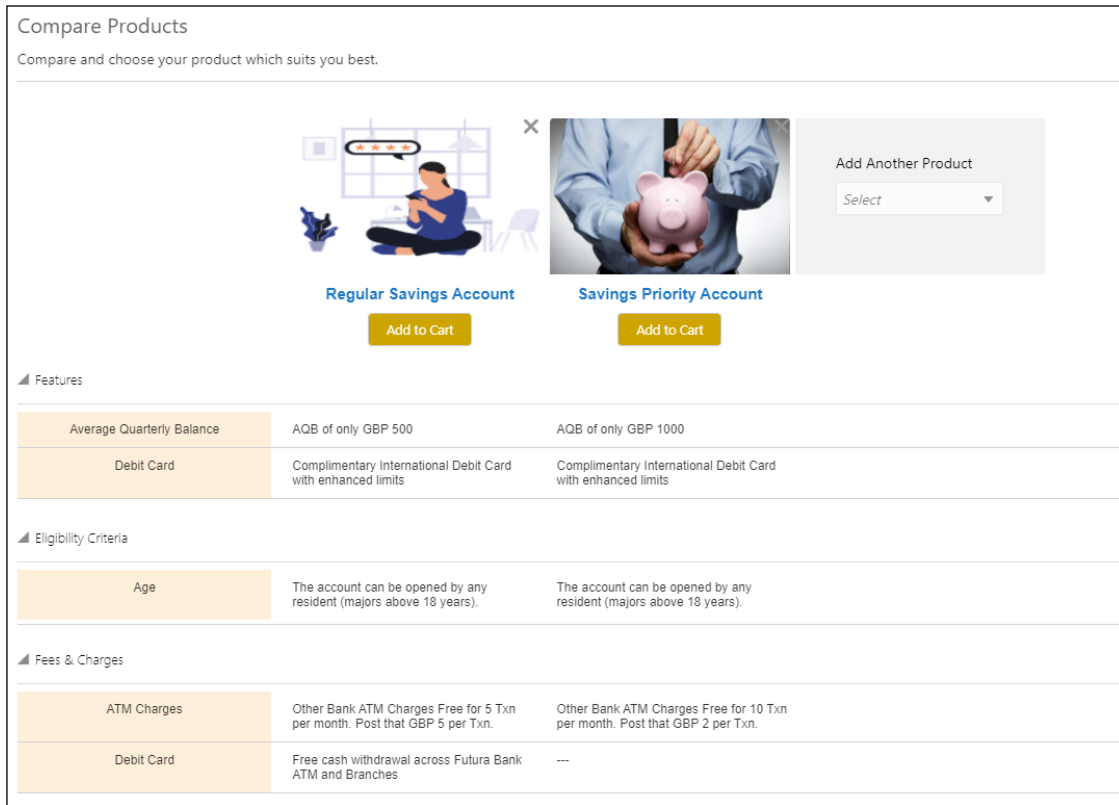 Compare Products
Compare and choose your product which suits you best.
Add Another Product
Select
Regular Savings Account
Savings Priority Account
Add to Cart
Add to Cart
Features
Average Quarterly Balance
AQB of only GBP 500
AQB of only GBP 1000
Debit Card
Complimentary International Debit Card
with enhanced limits
Complimentary International Debit Card
with enhanced limits
Eligibility Criteria
Age
The account can be opened by any
resident (majors above 18 years).
The account can be opened by any
resident (majors above 18 years).
Fees & Charges
ATM Charges
Other Bank ATM Charges Free for 5 Txn
per month. Post that GBP 5 per Txn.
Other Bank ATM Charges Free for 10 Txn
per month. Post that GBP 2 per Txn.
Debit Card
Free cash withdrawal across Futura Bank
ATM and Branches
---